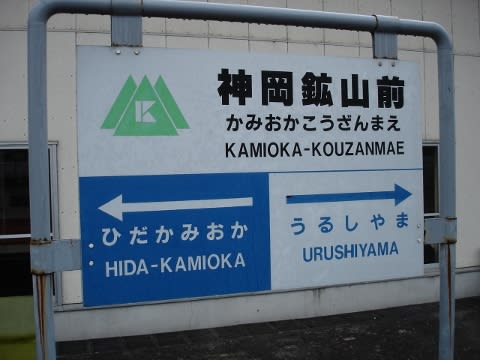 K
神岡鉱山前
かみおかこうざんまえ
KAMIOKA-KOUZANMAE
ひだかみおか
HIDA-KAMIOKA
うるしやま
URUSHIYAMA